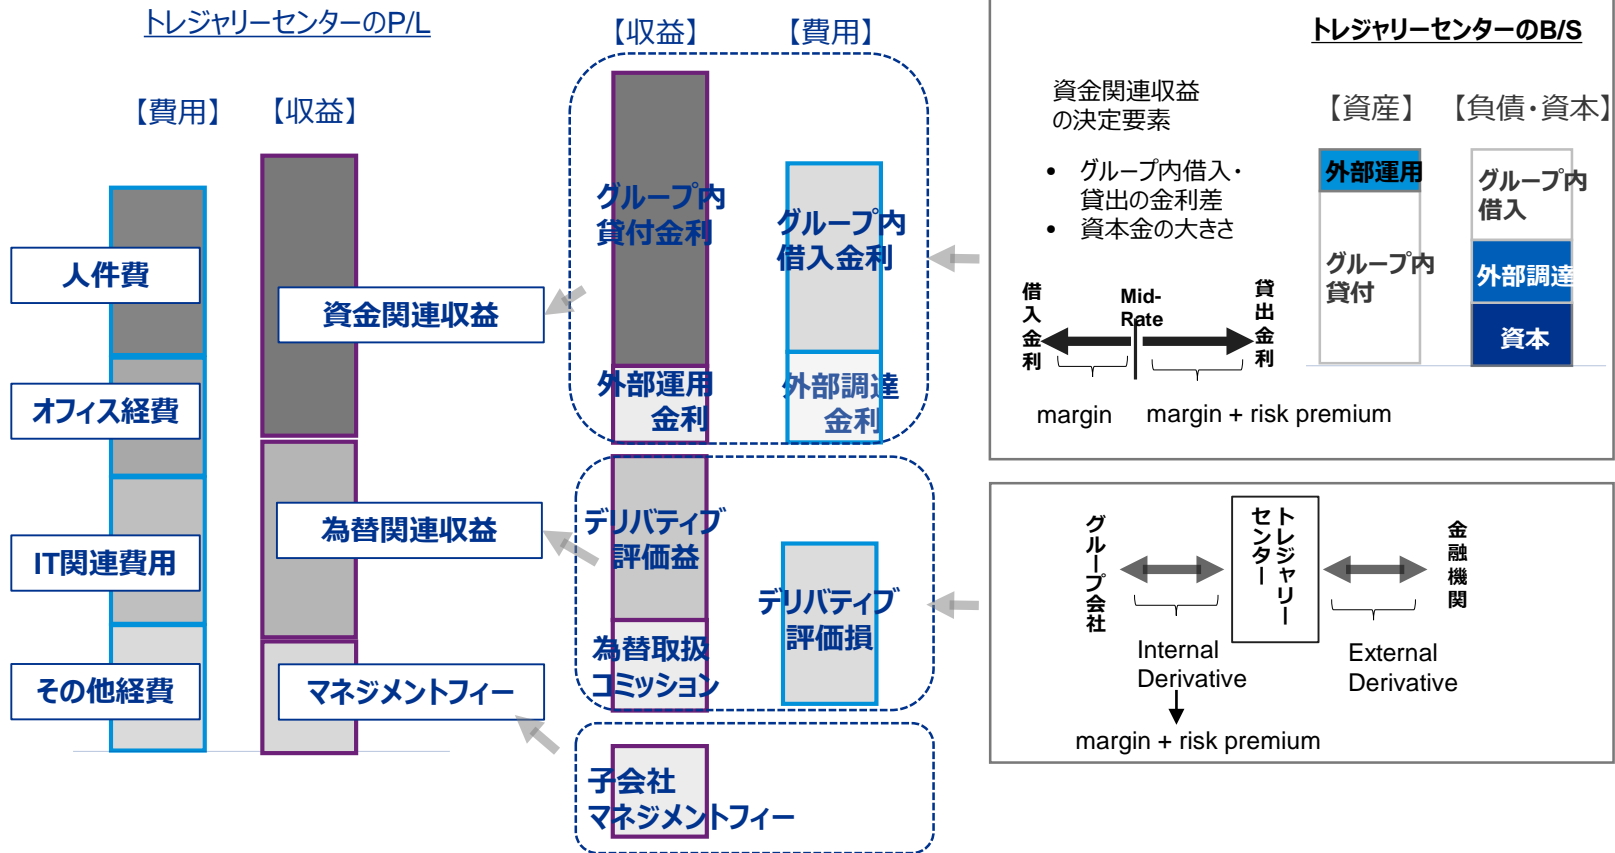 トレジャリーセンターのP/L
【費用】
【収益】
人件費
オフィス経費
IT関連費用
その他経費
資金関連収益
為替関連収益
マネジメントフィー
【収益】
【費用】
グループ内
貸付金利
外部運用
金利
グループ内
借入金利
外部調達
金利
デリバティブ
評価益
為替取扱
コミッション
デリバティブ
評価損
子会社
マネジメントフィー
トレジャリーセンターのB/S
資金関連収益
の決定要素
• グループ内借入・
貸出の金利差
• 資本金の大きさ
借入金利
Mid-
Rate
貸出金利
margin
margin + risk premium
【資産】
【負債・資本】
外部運用
グループ内
貸付
グループ内
借入
外部調達
資本
グループ会社
トレジャリー
センター
金融機関
Internal
Derivative
External
Derivative
margin + risk premium